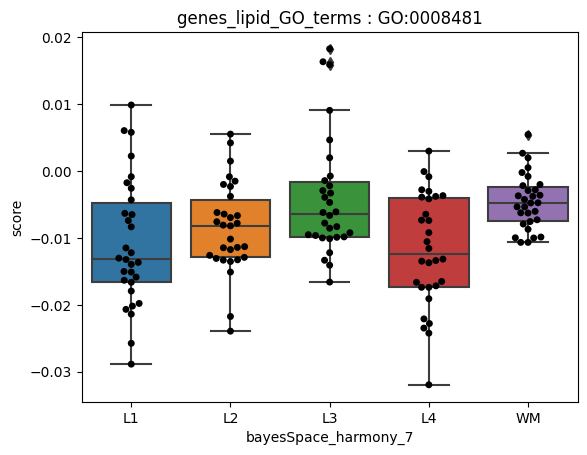 genes_lipid_GO_terms : GO:0008481
0.02
0.01
0.00
−0.01
−0.02
−0.03
score
L1 L2 L3 L4 WM
bayesSpace_harmony_7